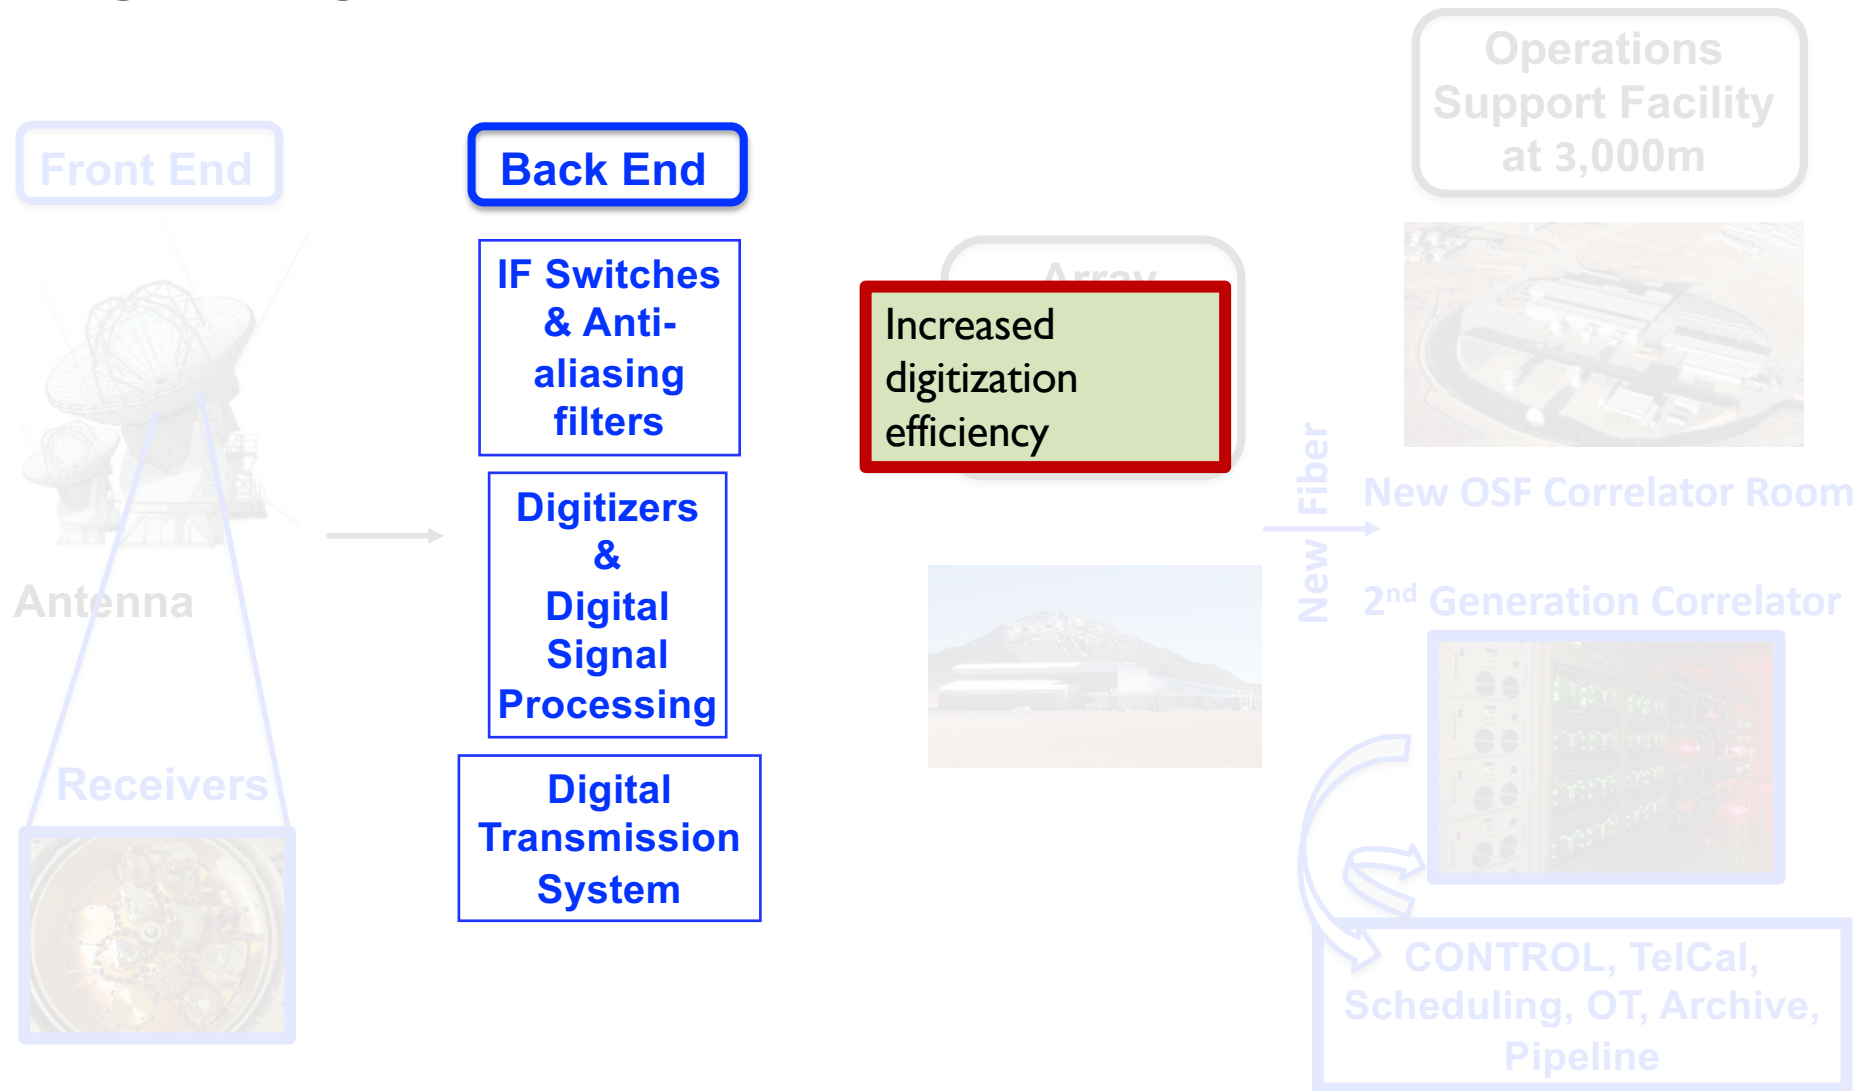 Front End
Antenna
Receivers
Back End
IF Switches
& Anti-
aliasing
filters
Digitizers
&
Digital
Signal
Processing
Digital
Transmission
System
Array
Increased
digitization
efficiency
New Fiber
Operations
Support Facility
at 3,000m
New OSF Correlator Room
2nd Generation Correlator
CONTROL, TelCal,
Scheduling, OT, Archive,
Pipeline